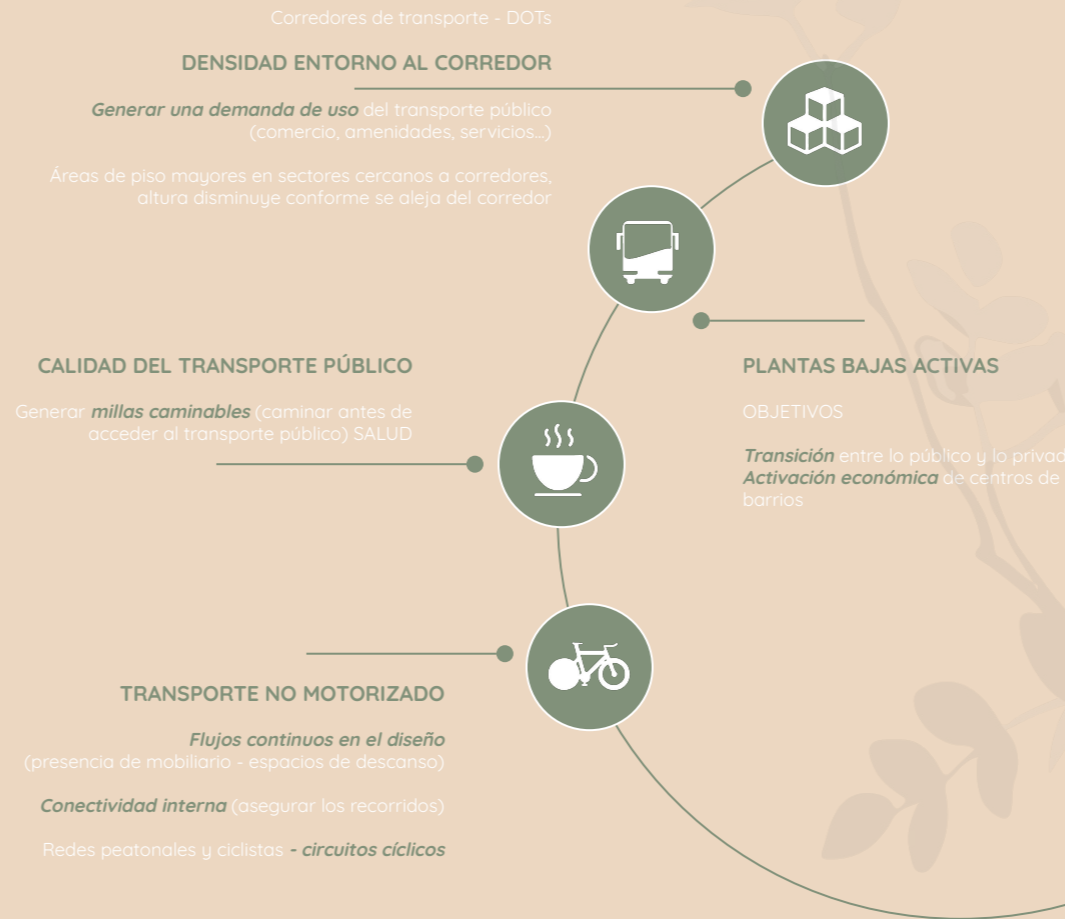 Corredores de transporte - DOTs
DENSIDAD ENTORNO AL CORREDOR
Generar una demanda de uso del transporte público
(comercio, amenidades, servicios...)
Áreas de piso mayores en sectores cercanos a corredores,
altura disminuye conforme se aleja del corredor
CALIDAD DEL TRANSPORTE PÚBLICO
Generar millas caminables (caminar antes de
acceder al transporte público) SALUD
PLANTAS BAJAS ACTIVAS
OBJETIVOS
Transición entre lo público y lo privad
Activación económica de centros de
barrios
TRANSPORTE NO MOTORIZADO
Flujos continuos en el diseño
(presencia de mobiliario - espacios de descanso)
Conectividad interna (asegurar los recorridos)
Redes peatonales y ciclistas - circuitos cíclicos